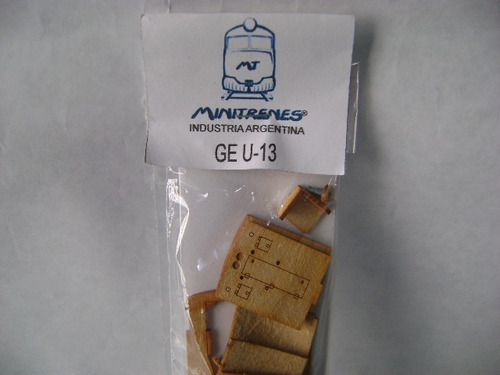 MT
MINITRENES®
INDUSTRIA ARGENTINA
GE U-13